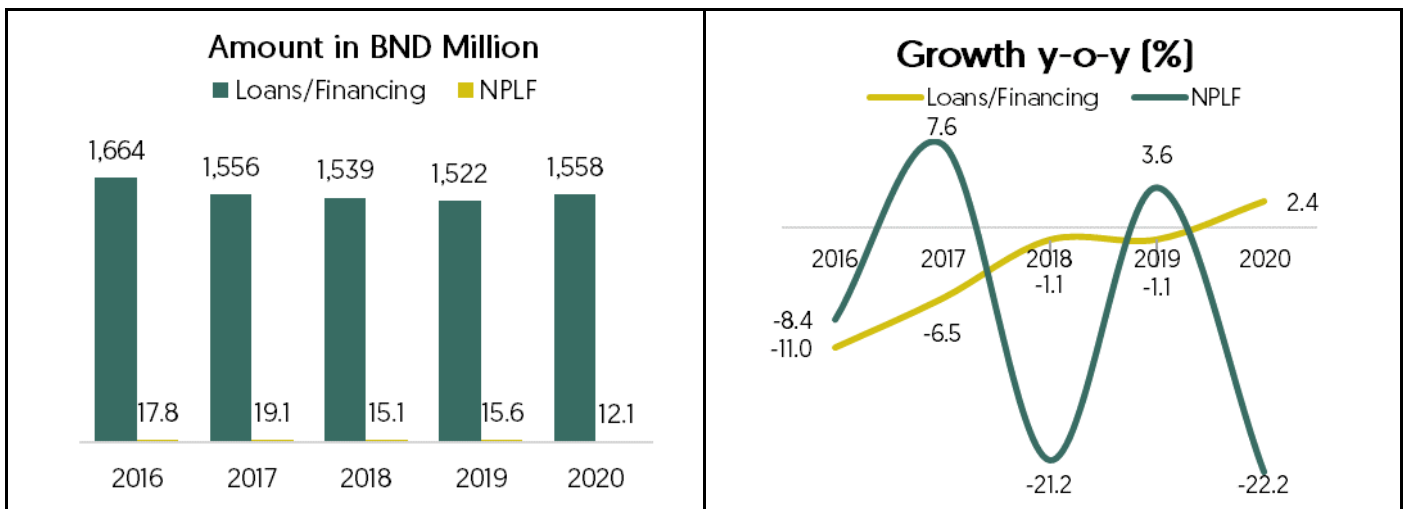 Amount in BND Million
Loans/Financing NPLF
1,664 1,556 1,539 1,522 1,558
17.8 19.1 15.1 15.6 12.1
2016 2017 2018 2019 2020
Growth y-o-y (%)
Loans/Financing NPLF
7.6
3.6
2.4
2016 2017 2018 2019 2020
-1.1 -1.1
-8.4
-6.5
-11.0
-21.2 -22.2